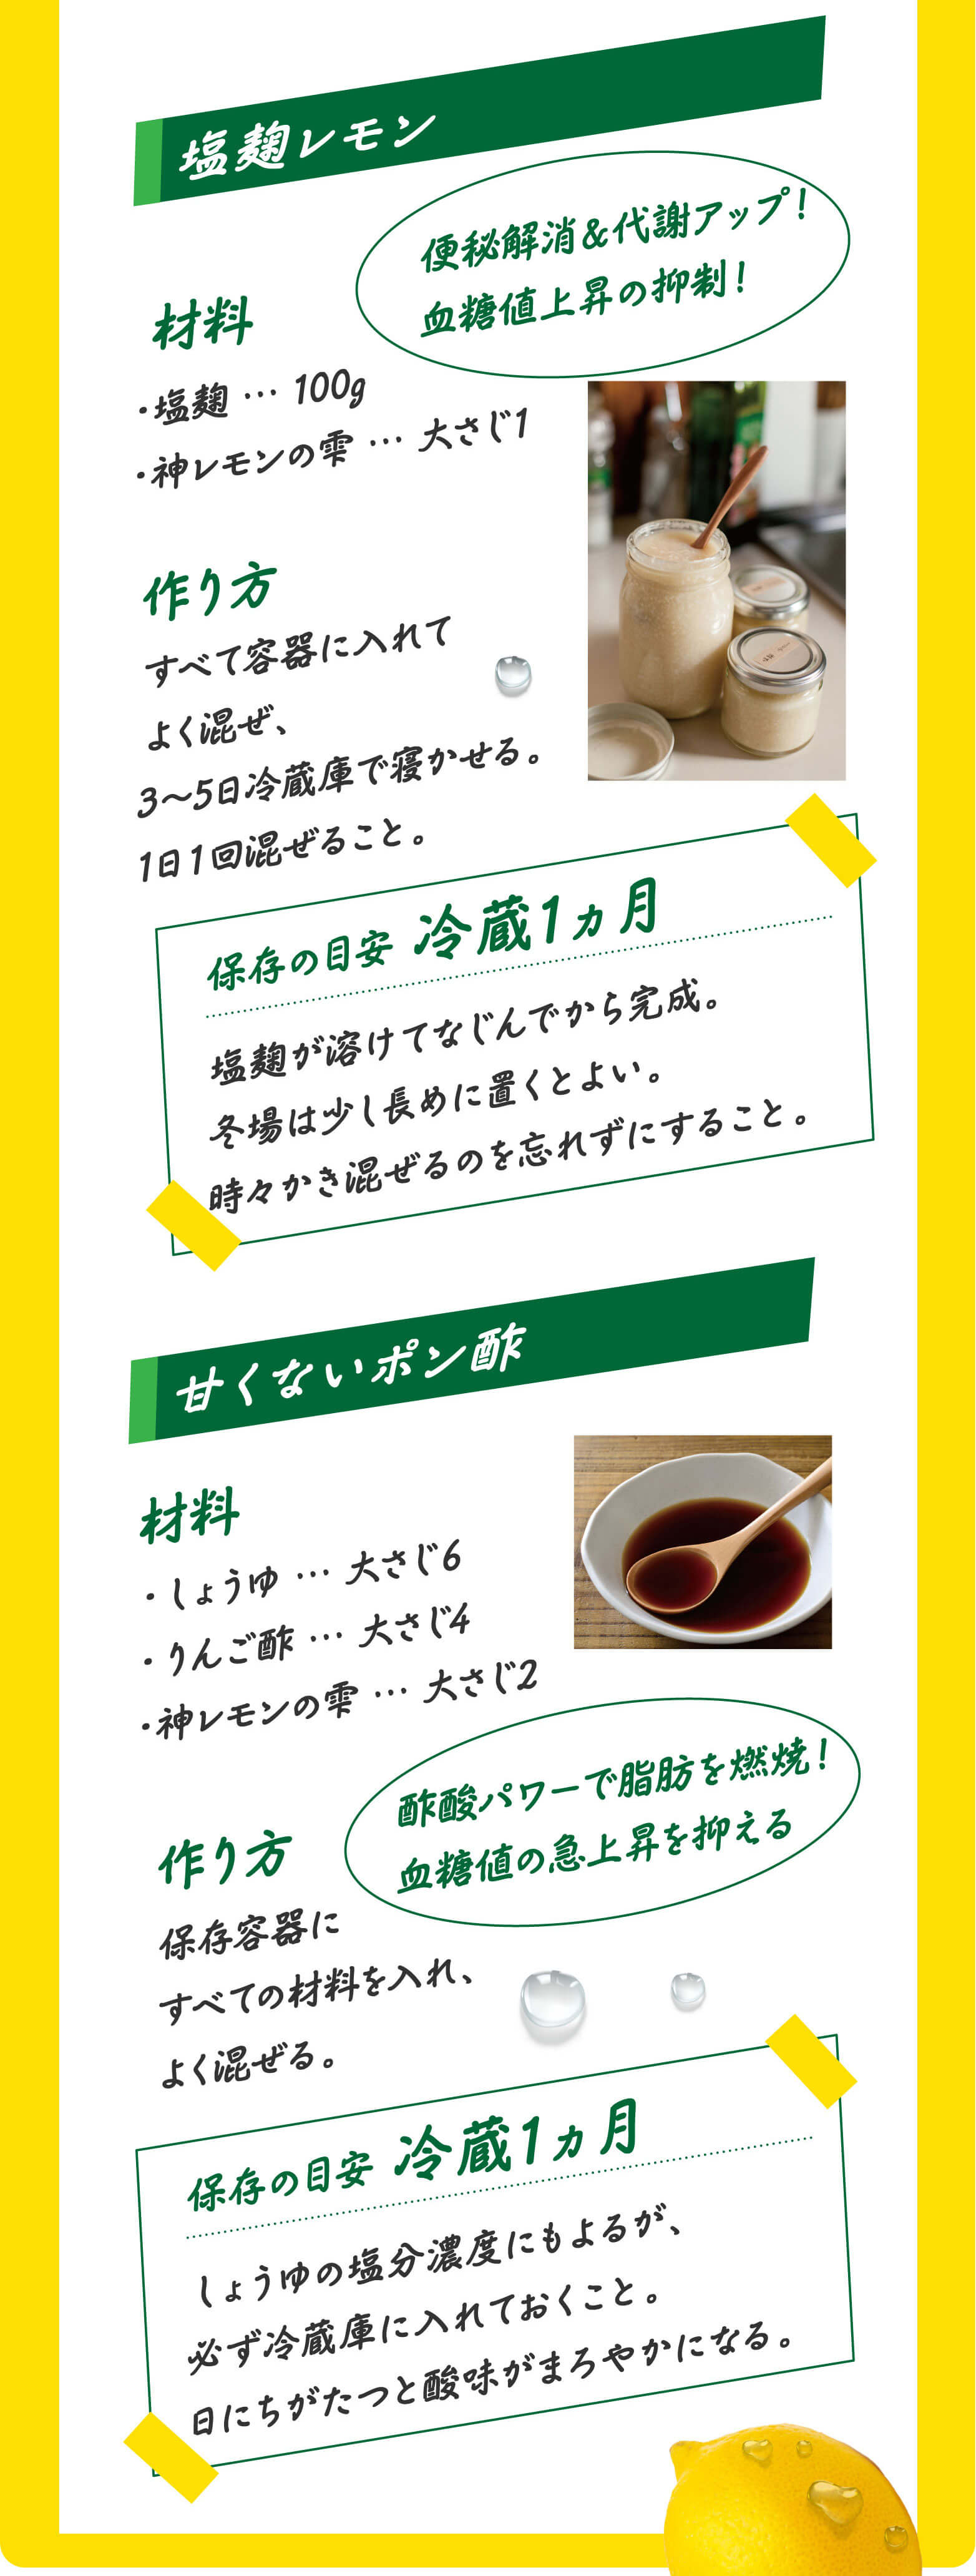 塩麹レモン
便秘解消&代謝アップ!
血糖値上昇の抑制!
材料
・塩麹 … 100g
・神レモンの雫 … 大さじ1
作り方
すべて容器に入れて
よく混ぜ、
3〜5日冷蔵庫で寝かせる。
1日1回混ぜること。
保存の目安 冷蔵1ヵ月
塩麹が溶けてなじんでから完成。
冬場は少し長めに置くとよい。
時々かき混ぜるのを忘れずにすること。
甘くないポン酢
材料
・しょうゆ … 大さじ6
・りんご酢 … 大さじ4
・神レモンの雫 … 大さじ2
酢酸パワーで脂肪を燃焼!
血糖値の急上昇を抑える
作り方
保存容器に
すべての材料を入れ、
よく混ぜる。
保存の目安 冷蔵1ヵ月
しょうゆの塩分濃度にもよるが、
必ず冷蔵庫に入れておくこと。
日にちがたつと酸味がまろやかになる。